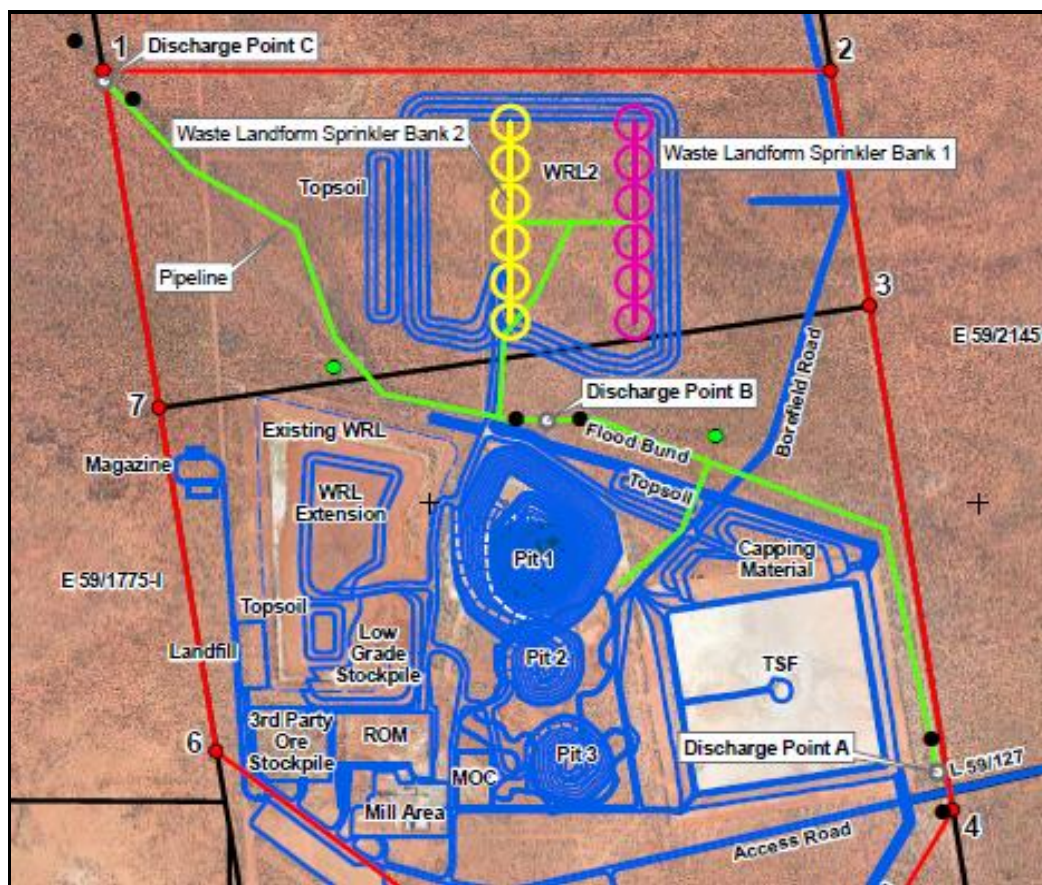 1
Discharge Point C
2
Waste Landform Sprinkler Bank 2
Waste Landform Sprinkler Bank 1
WRL2
Topsoil
Pipeline
3
E 59/2145
Borefield Road
7
Discharge Point B
Flood Bund
Existing WRL
Magazine
WRL
Extension
Topsoil
Pit 1
Capping
Material
E 59/1775-I
Topsoil
Landfill
Low
Grade
Stockpile
Pit 2
TSF
3rd Party
Ore
Stockpile
6
ROM
MOC
Pit 3
Discharge Point A
L 59/127
Mill Area
Access Road
4